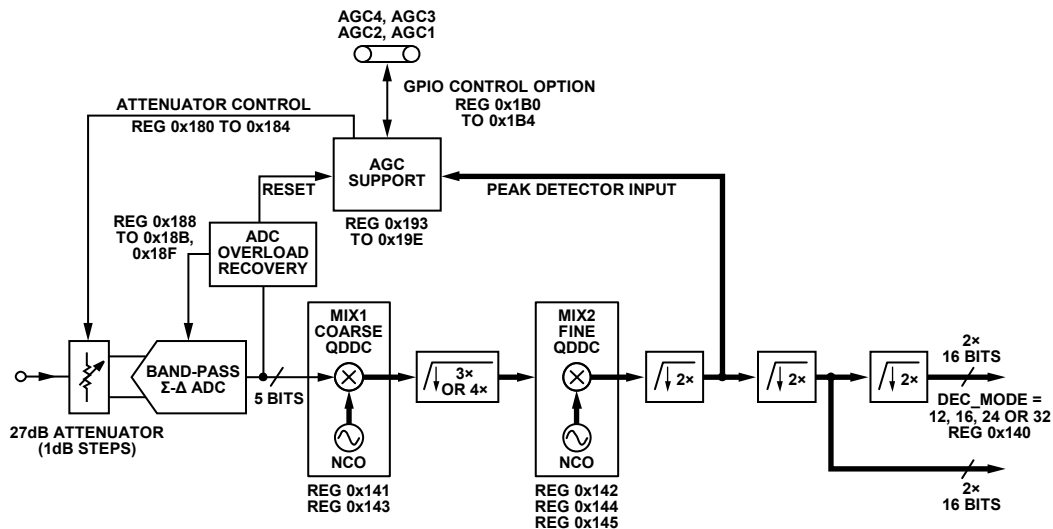 AGC4, AGC3
AGC2, AGC1
GPIO CONTROL OPTION
REG 0x1B0
TO 0x1B4
ATTENUATOR CONTROL
REG 0x180 TO 0x184
AGC
SUPPORT
RESET
PEAK DETECTOR INPUT
REG 0x188
TO 0x18B,
0x18F
ADC
OVERLOAD
RECOVERY
REG 0x193
TO 0x19E
MIX1
COARSE
QDDC
MIX2
FINE
QDDC
BAND-PASS
Σ-Δ ADC
5 BITS
3×
OR 4×
2×
2×
2×
2×
16 BITS
DEC_MODE =
12, 16, 24 OR 32
REG 0x140
27dB ATTENUATOR
(1dB STEPS)
NCO
NCO
REG 0x141
REG 0x143
REG 0x142
REG 0x144
REG 0x145
2×
16 BITS